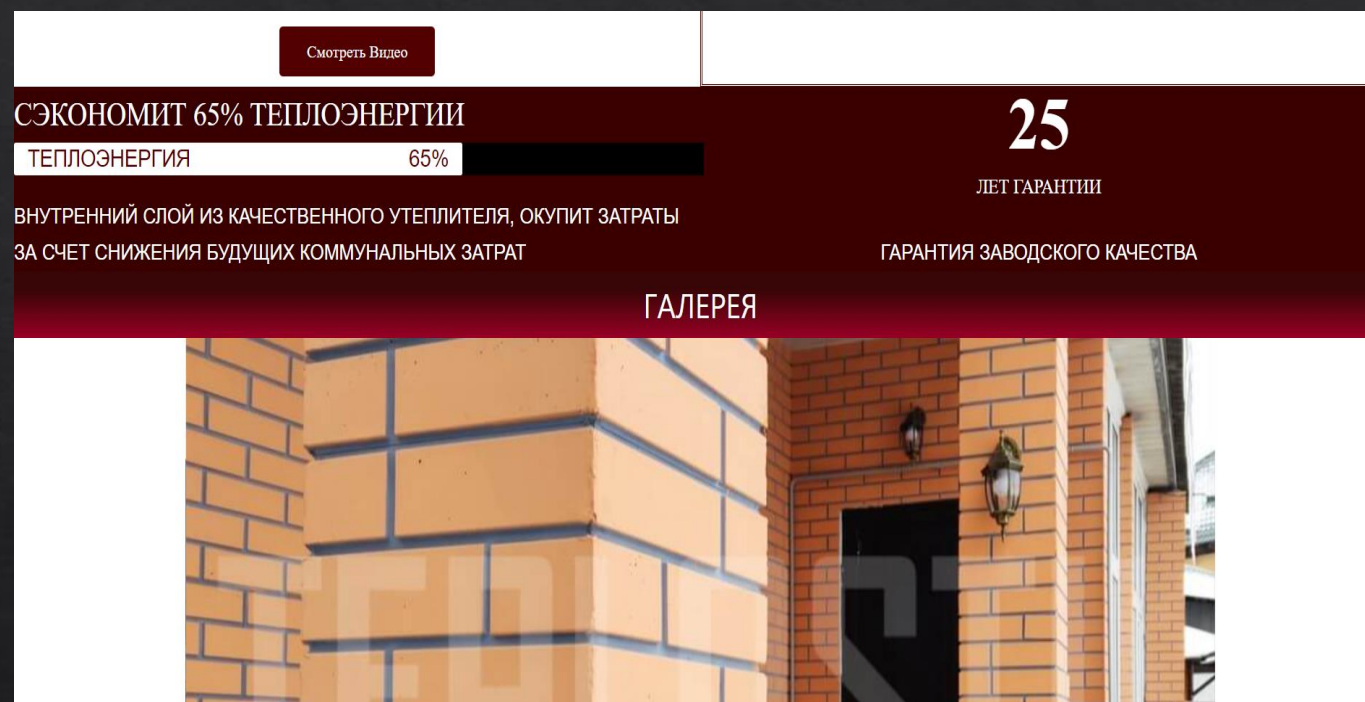 Смотреть Видео
СЭКОНОМИТ 65% ТЕПЛОЭНЕРГИИ
ТЕПЛОЭНЕРГИЯ 65%
ВНУТРЕННИЙ СЛОЙ ИЗ КАЧЕСТВЕННОГО УТЕПЛИТЕЛЯ, ОКУПИТ ЗАТРАТЫ
ЗА СЧЕТ СНИЖЕНИЯ БУДУЩИХ КОММУНАЛЬНЫХ ЗАТРАТ
25
ЛЕТ ГАРАНТИИ
ГАРАНТИЯ ЗАВОДСКОГО КАЧЕСТВА
ГАЛЕРЕЯ